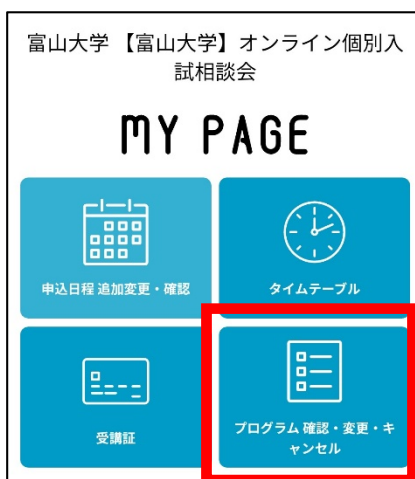 富山大学 【富山大学】オンライン個別入
試相談会
MY PAGE
申込日程 追加変更・確認
タイムテーブル
受講証
プログラム 確認・変更・キ
ャンセル